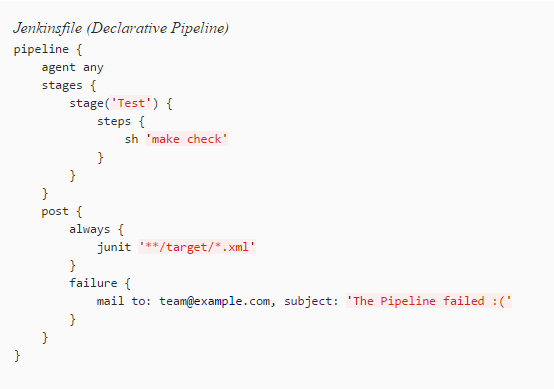 Jenkinsfile (Declarative Pipeline)
pipeline {
    agent any
    stages {
        stage('Test') {
            steps {
                sh 'make check'
            }
        }
    }
    post {
        always {
            junit '**/target/*.xml'
        }
        failure {
            mail to: team@example.com, subject: 'The Pipeline failed :('
        }
    }
}